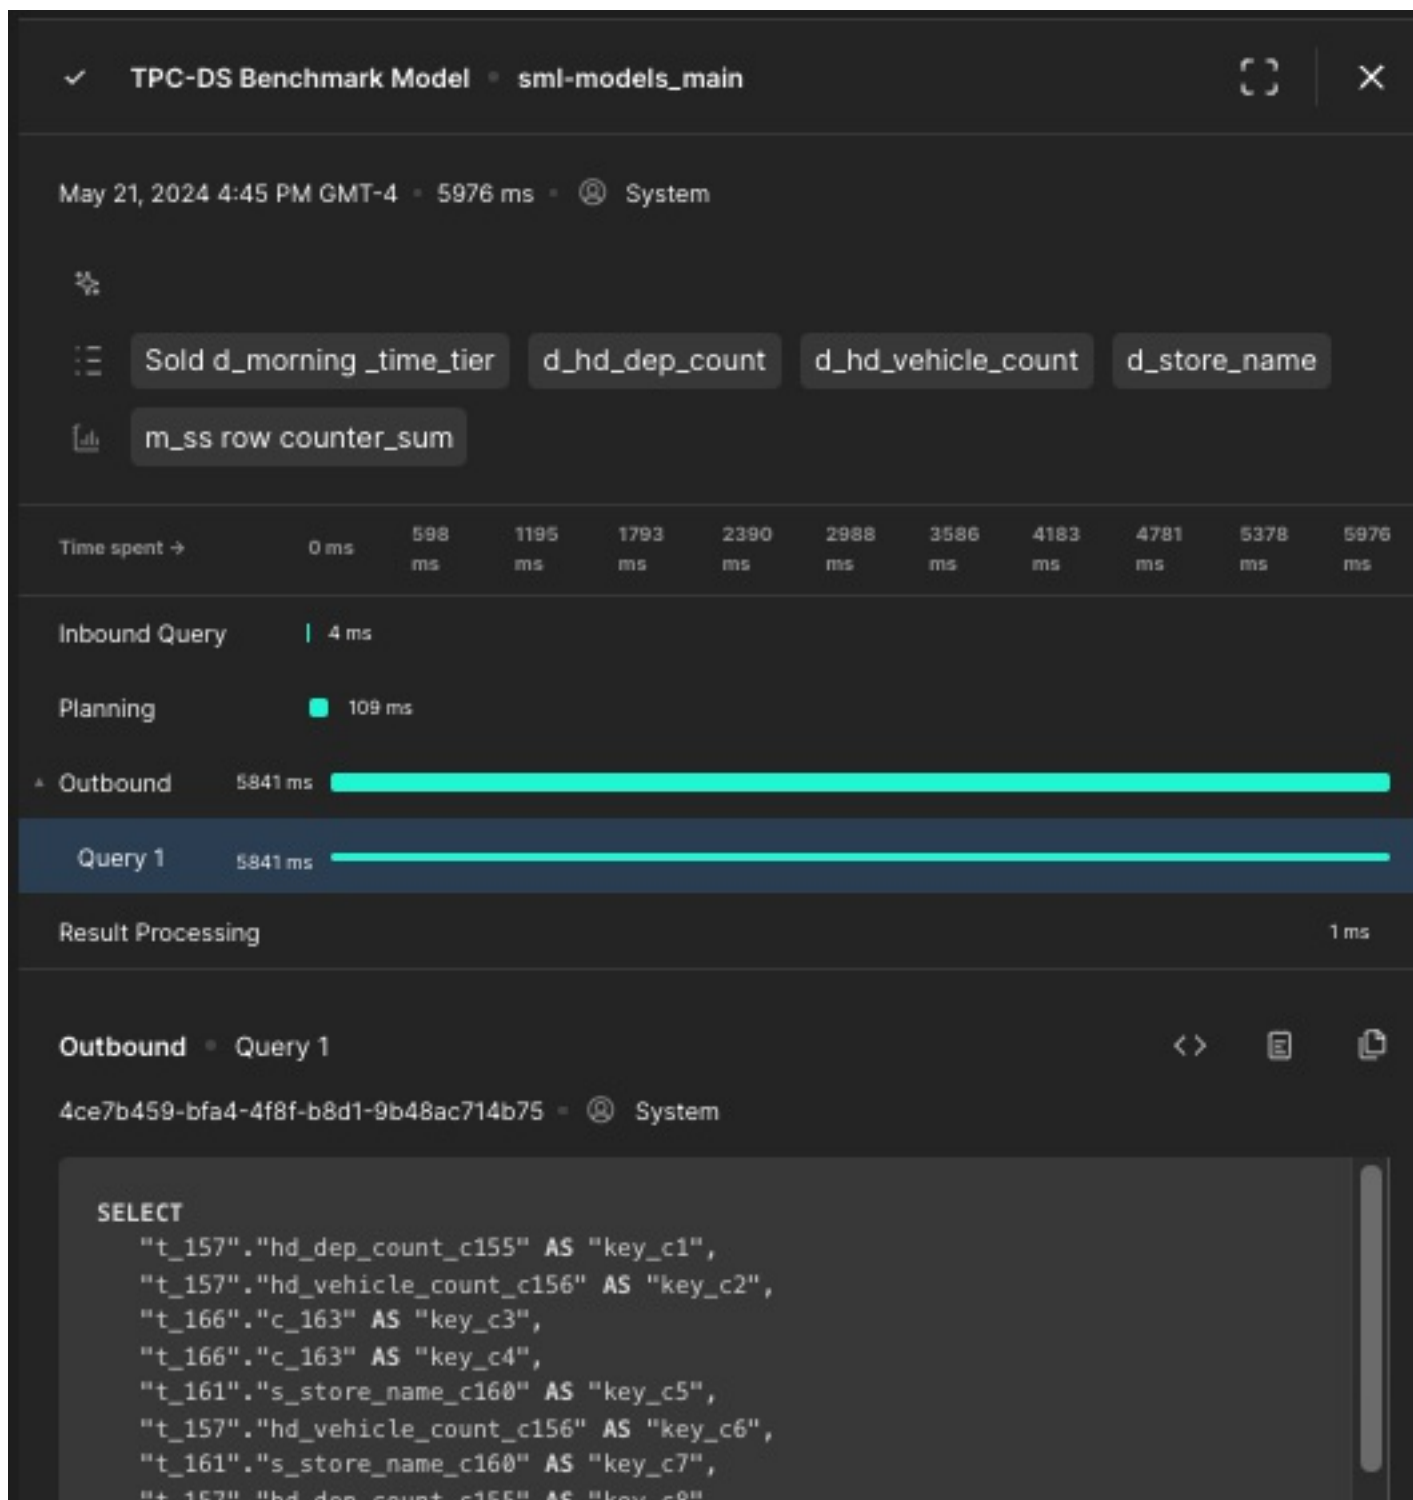 TPC-DS Benchmark Model • sml-models_main
May 21, 2024 4:45 PM GMT-4 • 5976 ms • System
Sold d_morning _time_tier d_hd_dep_count d_hd_vehicle_count d_store_name
m_ss row counter_sum
Time spent → 0 ms 598 ms 1195 ms 1793 ms 2390 ms 2988 ms 3586 ms 4183 ms 4781 ms 5378 ms 5976 ms
Inbound Query 4 ms
Planning 109 ms
Outbound 5841 ms
Query 1 5841 ms
Result Processing 1 ms
Outbound • Query 1
4ce7b459-bfa4-4f8f-b8d1-9b48ac714b75 • System
SELECT
"t_157"."hd_dep_count_c155" AS "key_c1",
"t_157"."hd_vehicle_count_c156" AS "key_c2",
"t_166"."c_163" AS "key_c3",
"t_166"."c_163" AS "key_c4",
"t_161"."s_store_name_c160" AS "key_c5",
"t_157"."hd_vehicle_count_c156" AS "key_c6",
"t_161"."s_store_name_c160" AS "key_c7",
"t_157"."hd_dep_count_c155" AS "key_c8"